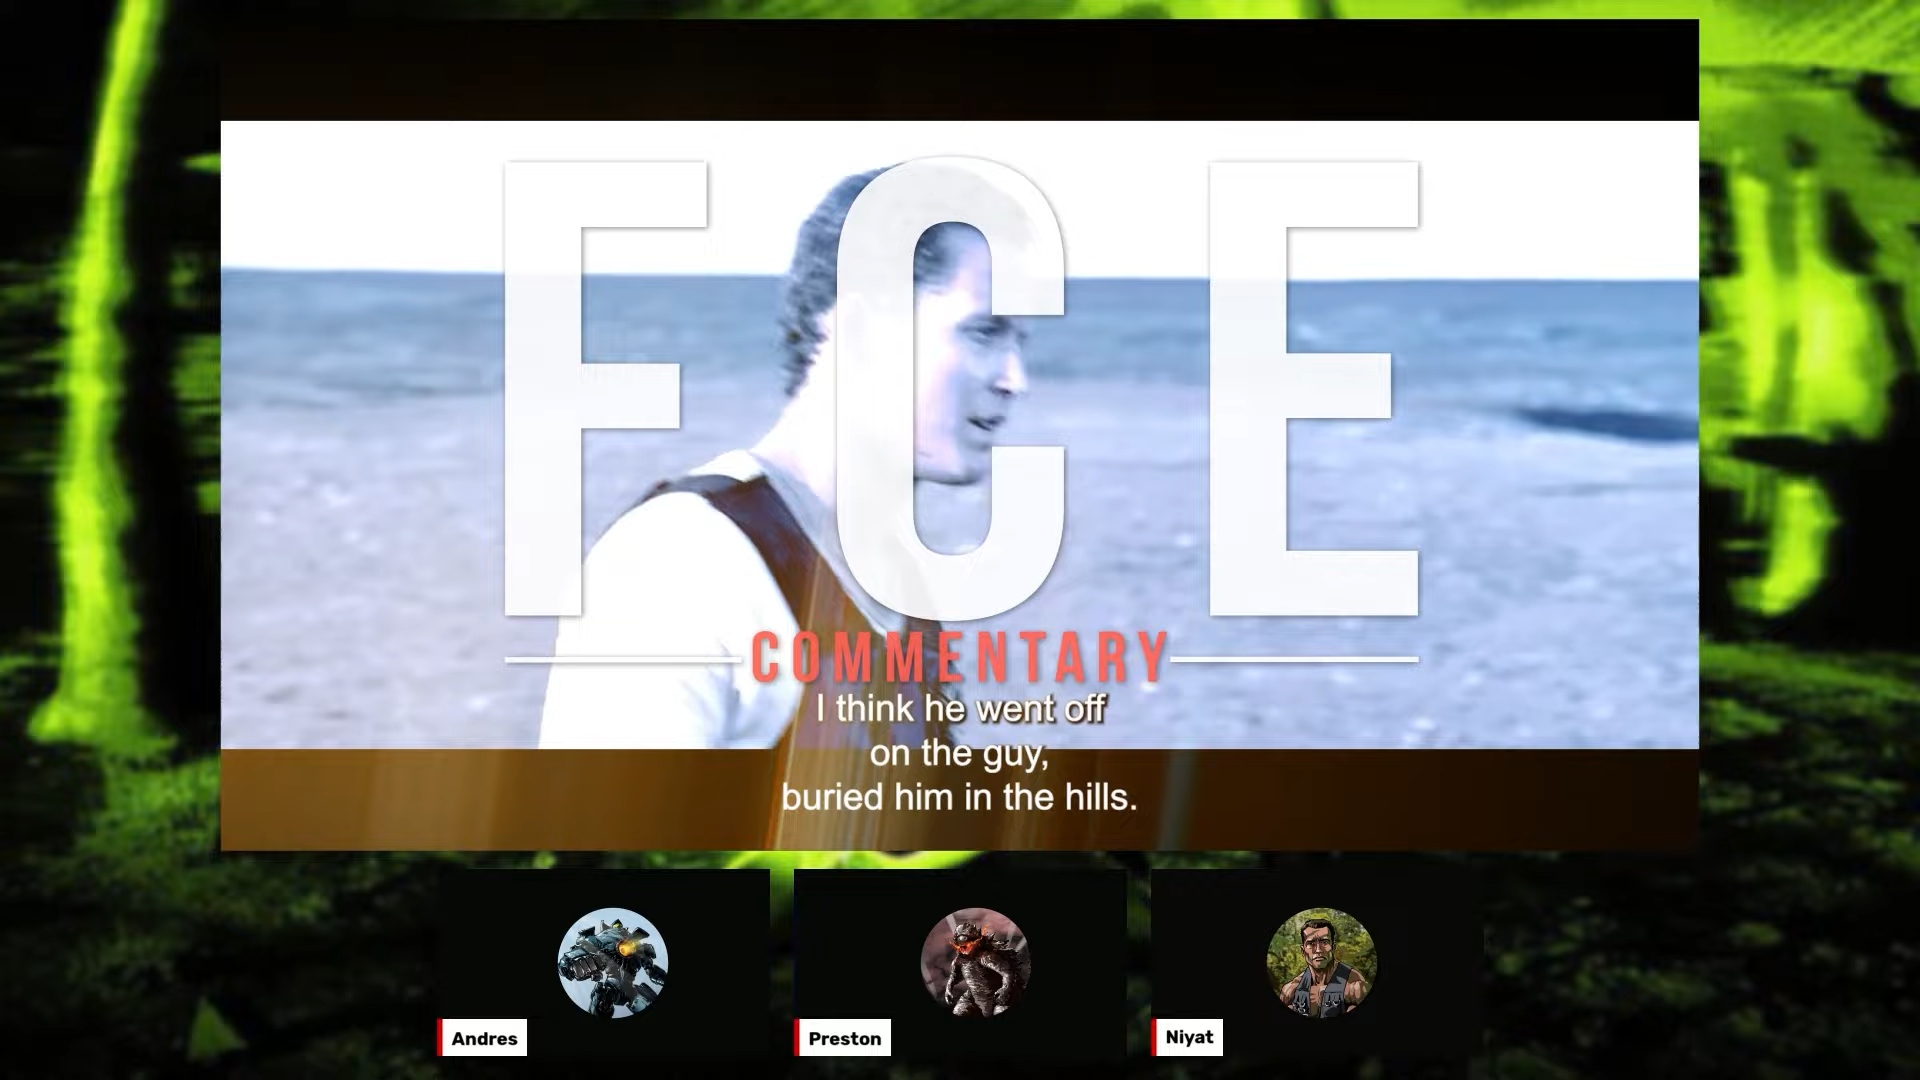 FCE
COMMENTARY
I think he went off
on the guy,
buried him in the hills.
Andres
Preston
Niyat